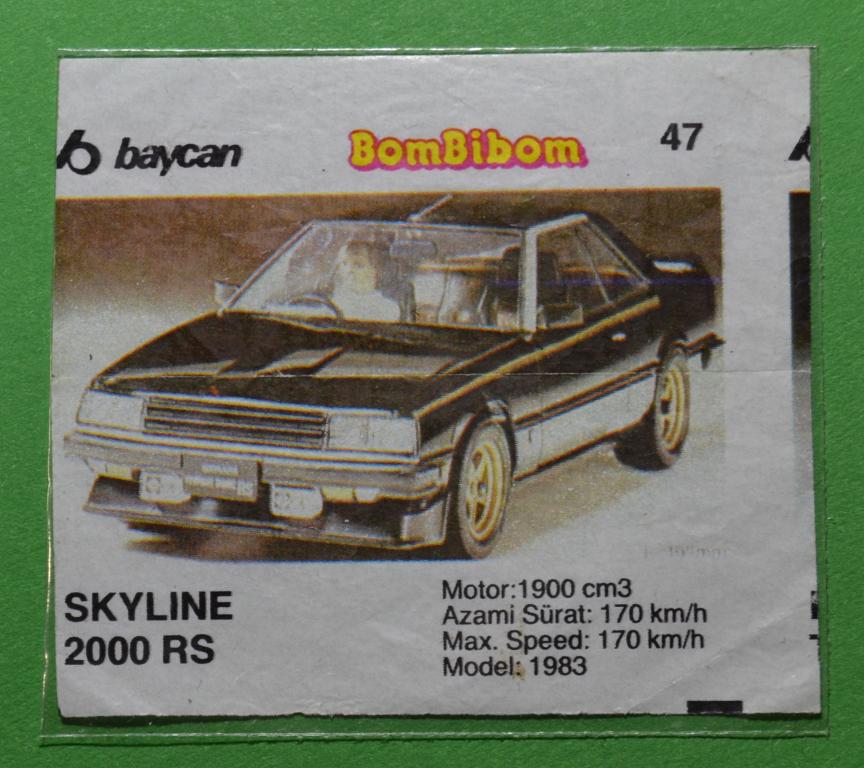 baycan
BomBibom
47
SKYLINE
2000 RS
Motor:1900 cm3
Azami Sürat: 170 km/h
Max. Speed: 170 km/h
Model: 1983